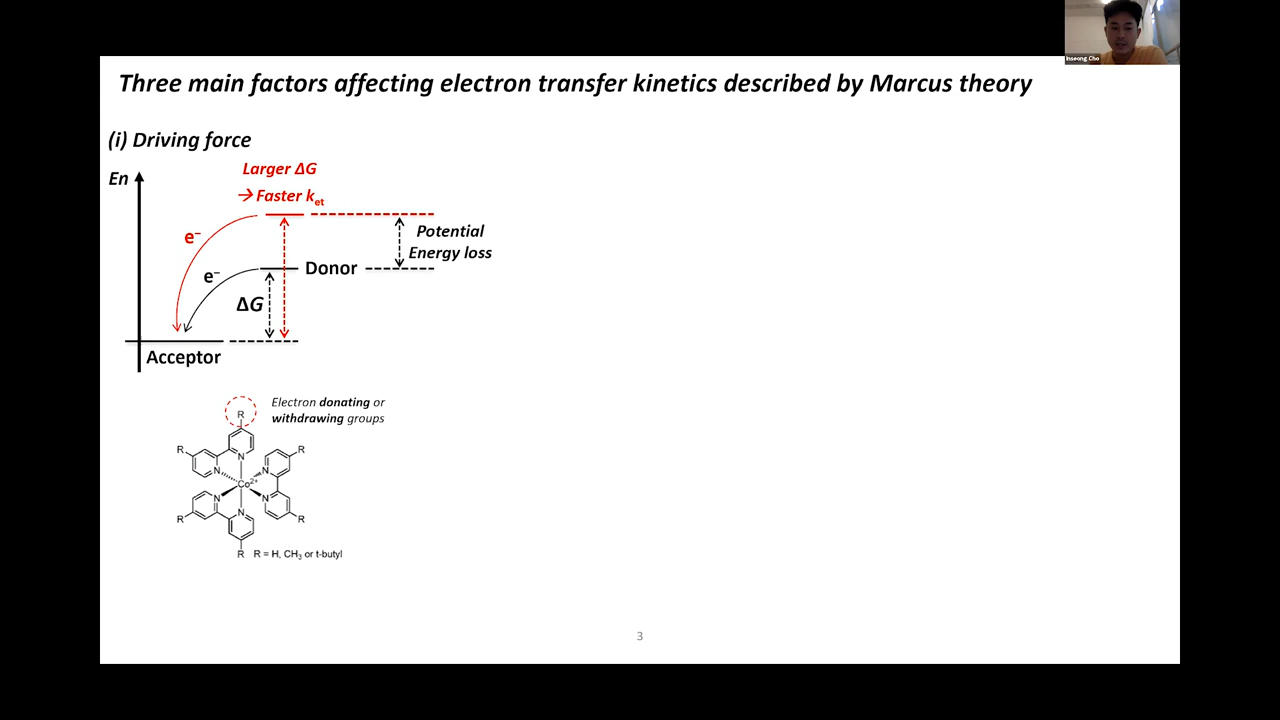 Inseong Cho
Three main factors affecting electron transfer kinetics described by Marcus theory
(i) Driving force
En
Larger ΔG
→ Faster ket
e⁻
Potential
Energy loss
e⁻
Donor
ΔG
Acceptor
Electron donating or
withdrawing groups
R
R
R
N
N
N
Co²⁺
N
N
N
R
R
R
R = H, CH₃ or t-butyl
3